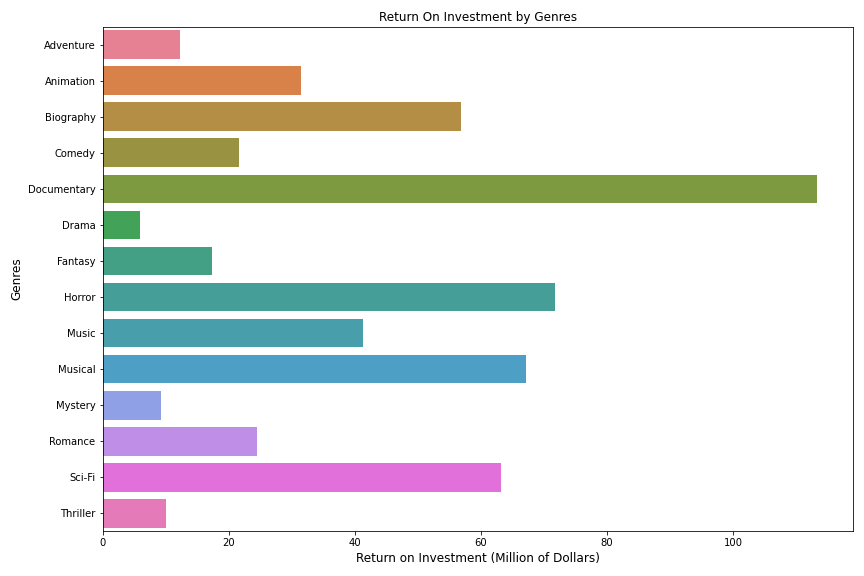 Return On Investment by Genres
Genres
Adventure
Animation
Biography
Comedy
Documentary
Drama
Fantasy
Horror
Music
Musical
Mystery
Romance
Sci-Fi
Thriller
0 20 40 60 80 100
Return on Investment (Million of Dollars)